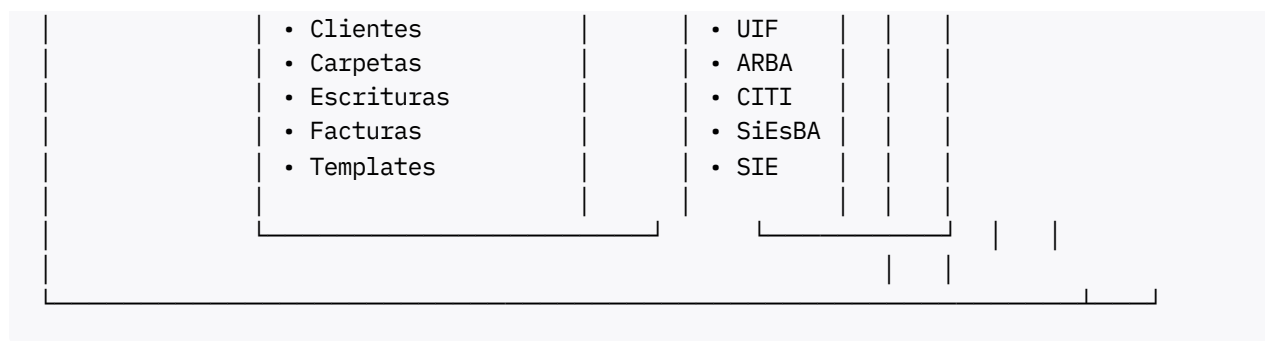 │ │ • Clientes │ │ • UIF │ │ │
│ │ • Carpetas │ │ • ARBA │ │ │
│ │ • Escrituras │ │ • CITI │ │ │
│ │ • Facturas │ │ • SiEsBA │ │ │
│ │ • Templates │ │ • SIE │ │ │